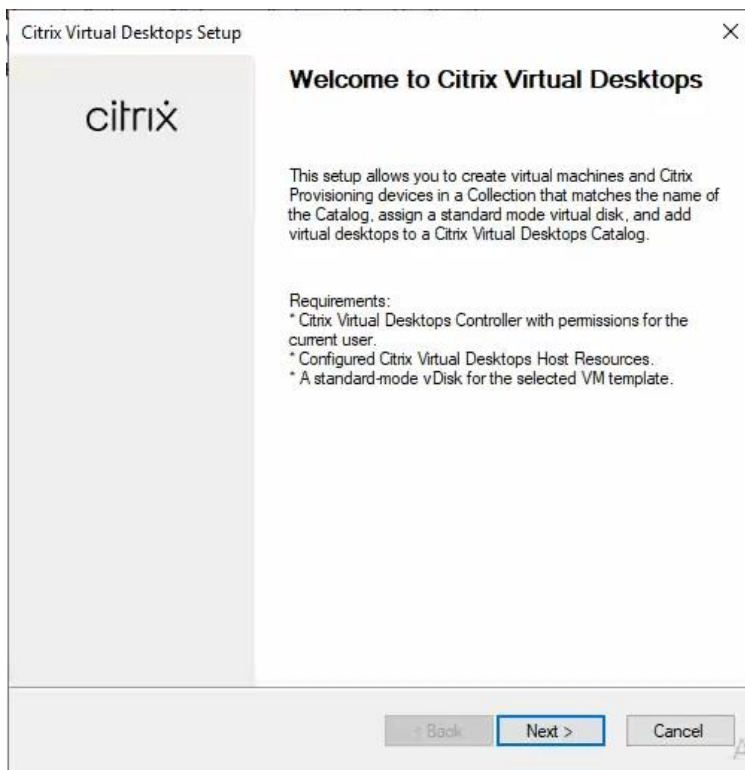 Citrix Virtual Desktops Setup
citrix
Welcome to Citrix Virtual Desktops
This setup allows you to create virtual machines and Citrix
Provisioning devices in a Collection that matches the name of
the Catalog, assign a standard mode virtual disk, and add
virtual desktops to a Citrix Virtual Desktops Catalog.
Requirements:
* Citrix Virtual Desktops Controller with permissions for the
current user.
* Configured Citrix Virtual Desktops Host Resources.
* A standard-mode vDisk for the selected VM template.
< Back
Next >
Cancel